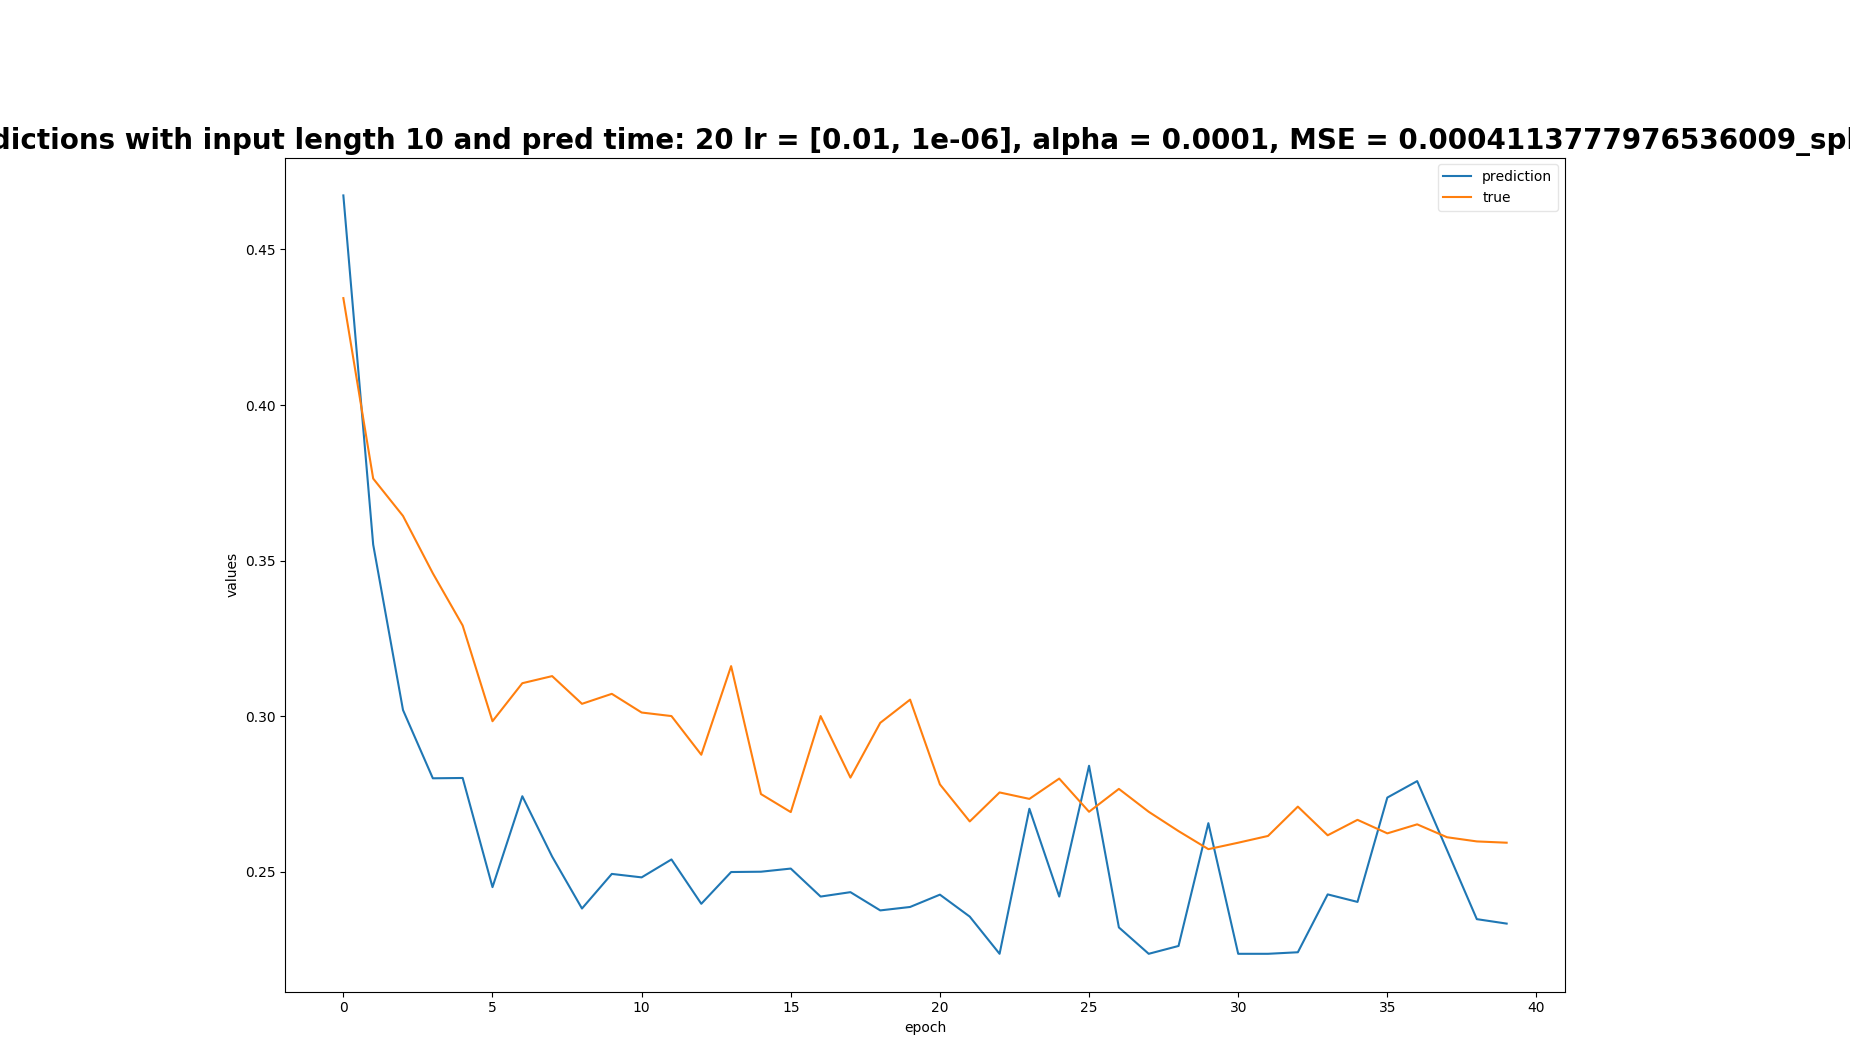 dictions with input length 10 and pred time: 20 lr = [0.01, 1e-06], alpha = 0.0001, MSE = 0.0004113777976536009_spl
prediction
true
0.45
0.40
0.35
0.30
0.25
values
0
5
10
15
20
25
30
35
40
epoch